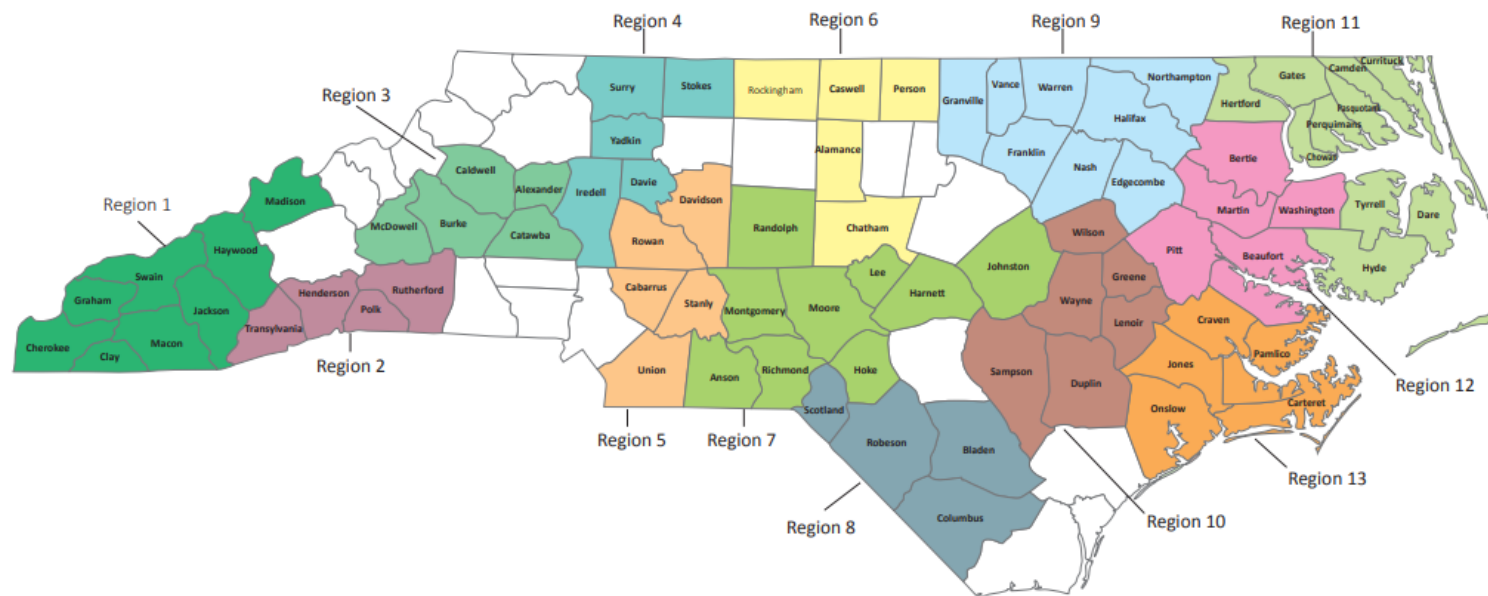 Region 4
Region 6
Region 9
Region 11
Region 3
Region 1
Region 2
Region 5
Region 7
Region 8
Region 10
Region 12
Region 13
Surry
Stokes
Rockingham
Caswell
Person
Granville
Vance
Warren
Northampton
Halifax
Hertford
Gates
Camden
Currituck
Pasquotank
Perquimans
Chowan
Yadkin
Alamance
Franklin
Nash
Edgecombe
Bertie
Madison
Caldwell
Alexander
Iredell
Davie
Davidson
McDowell
Burke
Catawba
Rowan
Randolph
Chatham
Wilson
Martin
Washington
Tyrrell
Dare
Haywood
Swain
Graham
Jackson
Henderson
Rutherford
Polk
Transylvania
Cherokee
Clay
Macon
Cabarrus
Stanly
Montgomery
Moore
Lee
Harnett
Johnston
Wayne
Greene
Lenoir
Pitt
Beaufort
Hyde
Union
Anson
Richmond
Hoke
Scotland
Sampson
Duplin
Craven
Pamlico
Jones
Onslow
Carteret
Robeson
Bladen
Columbus